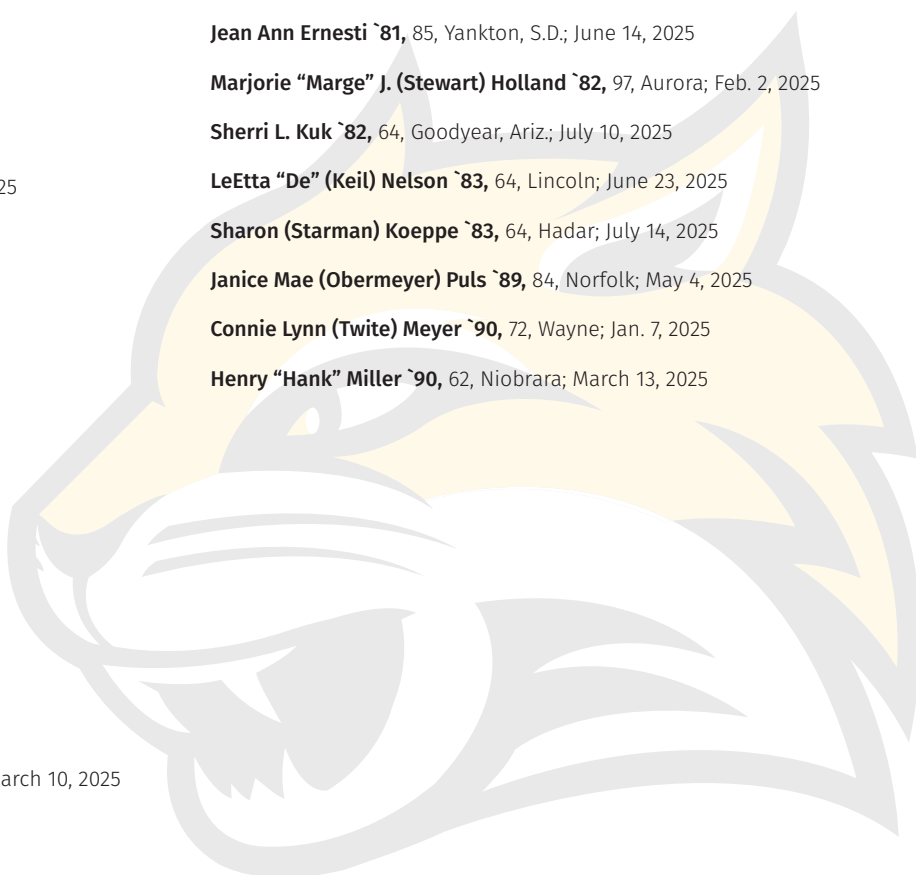 Jean Ann Ernesti `81, 85, Yankton, S.D.; June 14, 2025
Marjorie “Marge” J. (Stewart) Holland `82, 97, Aurora; Feb. 2, 2025
Sherri L. Kuk `82, 64, Goodyear, Ariz.; July 10, 2025
LeEtta “De” (Keil) Nelson `83, 64, Lincoln; June 23, 2025
Sharon (Starman) Koeppe `83, 64, Hadar; July 14, 2025
Janice Mae (Obermeyer) Puls `89, 84, Norfolk; May 4, 2025
Connie Lynn (Twite) Meyer `90, 72, Wayne; Jan. 7, 2025
Henry “Hank” Miller `90, 62, Niobrara; March 13, 2025
10, 2025